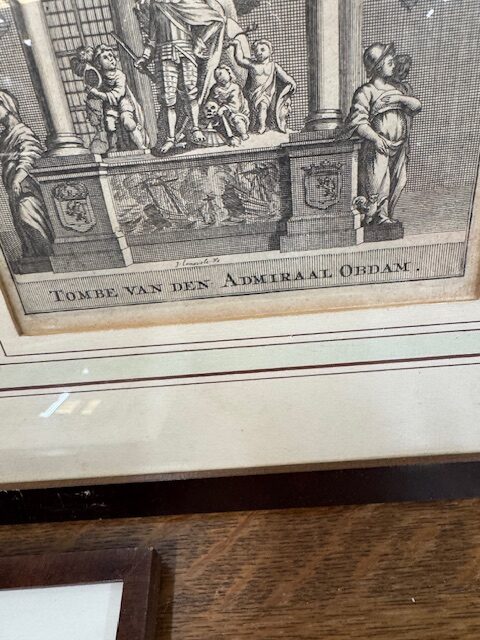 TOMBE VAN DEN ADMIRAAL OBDAM.